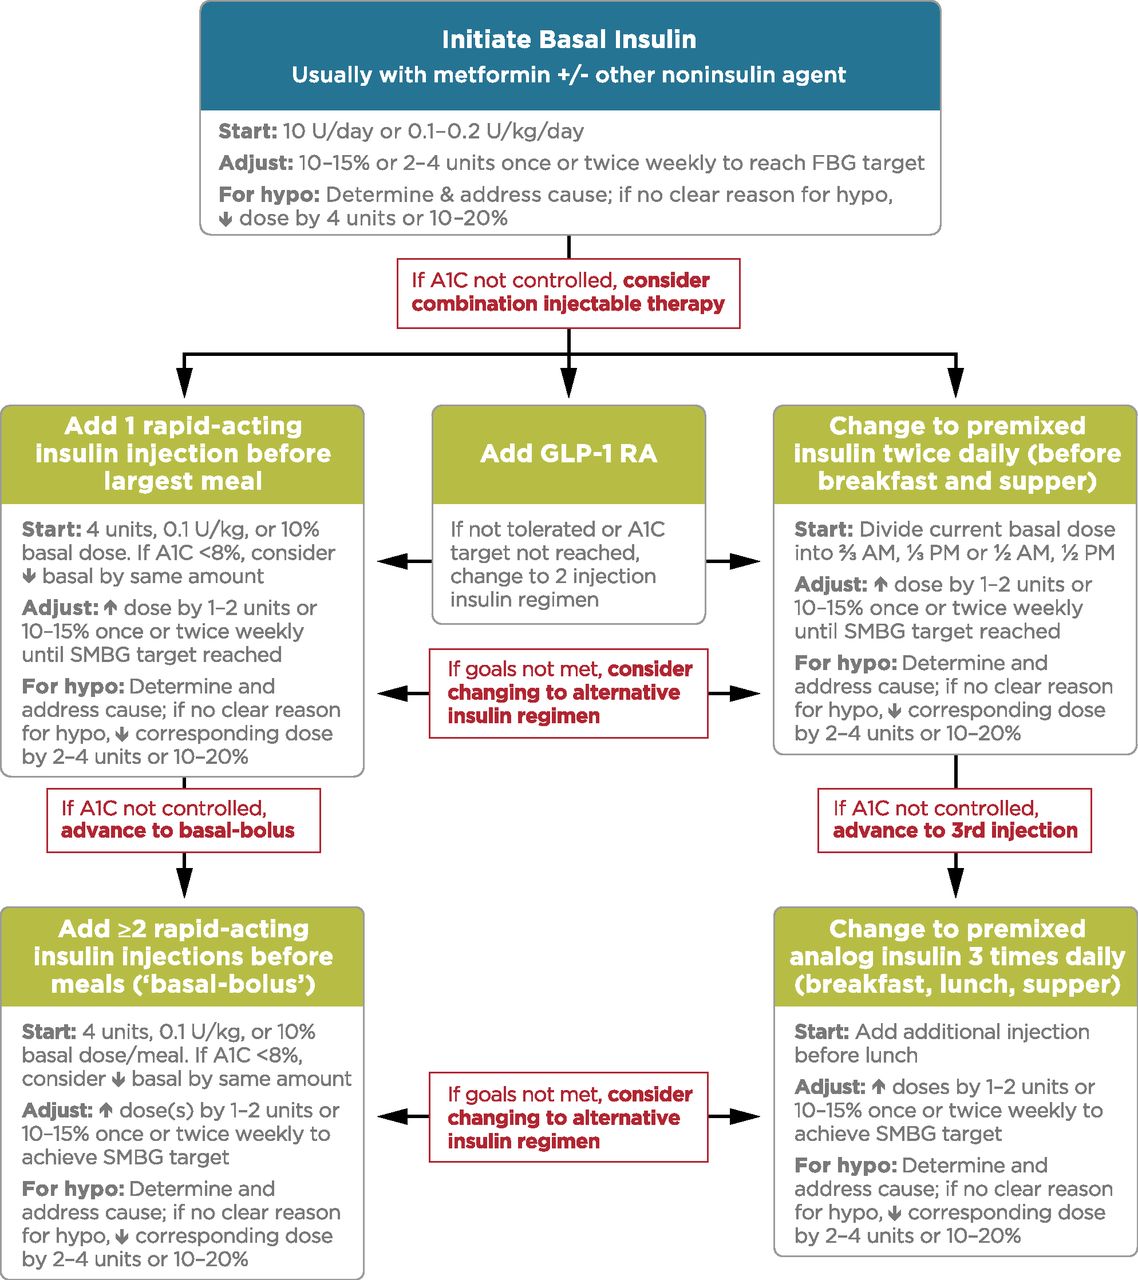 Initiate Basal Insulin
Usually with metformin +/- other noninsulin agent
Start: 10 U/day or 0.1–0.2 U/kg/day
Adjust: 10–15% or 2–4 units once or twice weekly to reach FBG target
For hypo: Determine & address cause; if no clear reason for hypo,
↓ dose by 4 units or 10–20%
If A1C not controlled, consider
combination injectable therapy
Add 1 rapid-acting
insulin injection before
largest meal
Start: 4 units, 0.1 U/kg, or 10%
basal dose. If A1C <8%, consider
↓ basal by same amount
Adjust: ↑ dose by 1–2 units or
10–15% once or twice weekly
until SMBG target reached
For hypo: Determine and
address cause; if no clear reason
for hypo, ↓ corresponding dose
by 2–4 units or 10–20%
Add GLP-1 RA
If not tolerated or A1C
target not reached,
change to 2 injection
insulin regimen
Change to premixed
insulin twice daily (before
breakfast and supper)
Start: Divide current basal dose
into ⅔ AM, ⅓ PM or ½ AM, ½ PM
Adjust: ↑ dose by 1–2 units or
10–15% once or twice weekly
until SMBG target reached
For hypo: Determine and
address cause; if no clear reason
for hypo, ↓ corresponding dose
by 2–4 units or 10–20%
If goals not met, consider
changing to alternative
insulin regimen
If A1C not controlled,
advance to basal-bolus
If A1C not controlled,
advance to 3rd injection
Add ≥2 rapid-acting
insulin injections before
meals (‘basal-bolus’)
Start: 4 units, 0.1 U/kg, or 10%
basal dose/meal. If A1C <8%,
consider ↓ basal by same amount
Adjust: ↑ dose(s) by 1–2 units or
10–15% once or twice weekly to
achieve SMBG target
For hypo: Determine and
address cause; if no clear reason
for hypo, ↓ corresponding dose
by 2–4 units or 10–20%
If goals not met, consider
changing to alternative
insulin regimen
Change to premixed
analog insulin 3 times daily
(breakfast, lunch, supper)
Start: Add additional injection
before lunch
Adjust: ↑ doses by 1–2 units or
10–15% once or twice weekly to
achieve SMBG target
For hypo: Determine and
address cause; if no clear reason
for hypo, ↓ corresponding dose
by 2–4 units or 10–20%